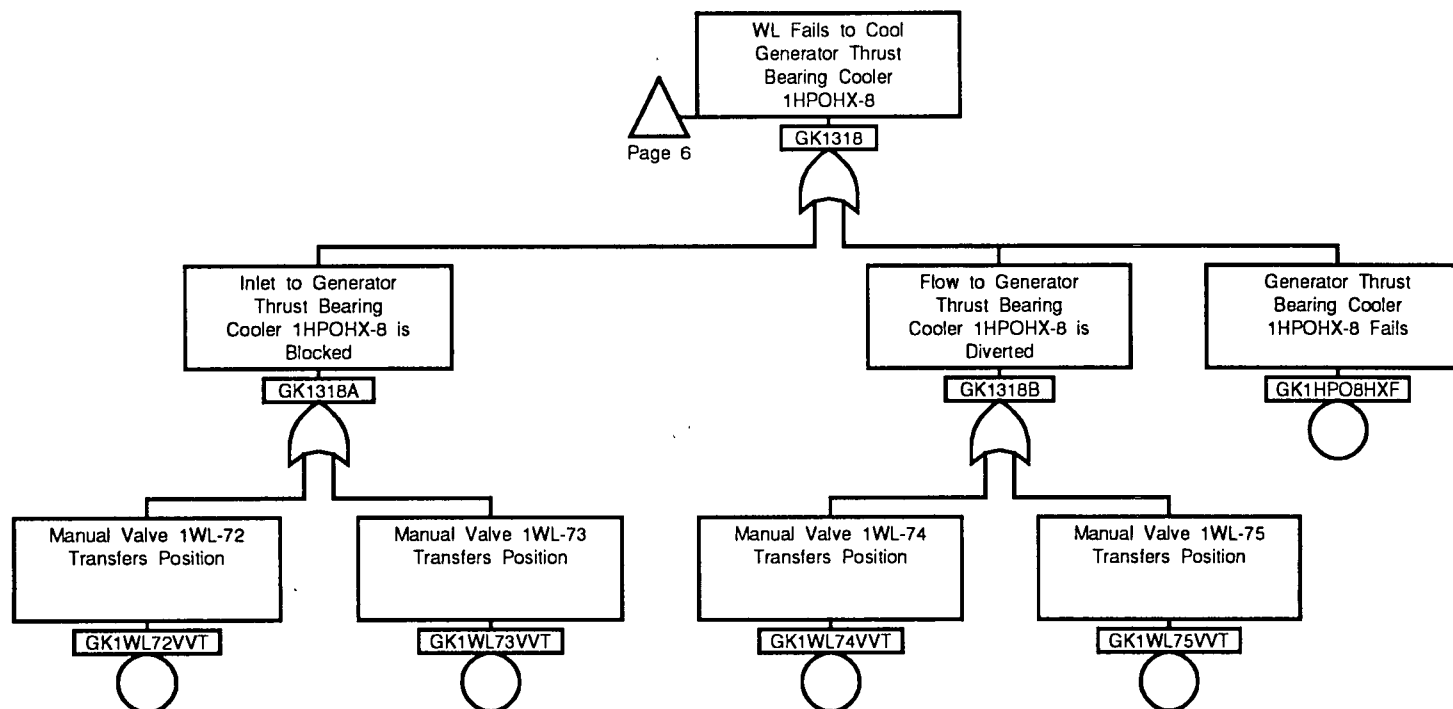 WL Fails to Cool
Generator Thrust
Bearing Cooler
1HPOHX-8
Page 6
GK1318
Inlet to Generator
Thrust Bearing
Cooler 1HPOHX-8 is
Blocked
GK1318A
Flow to Generator
Thrust Bearing
Cooler 1HPOHX-8 is
Diverted
GK1318B
Generator Thrust
Bearing Cooler
1HPOHX-8 Fails
GK1HPO8HXF
Manual Valve 1WL-72
Transfers Position
GK1WL72VVT
Manual Valve 1WL-73
Transfers Position
GK1WL73VVT
Manual Valve 1WL-74
Transfers Position
GK1WL74VVT
Manual Valve 1WL-75
Transfers Position
GK1WL75VVT